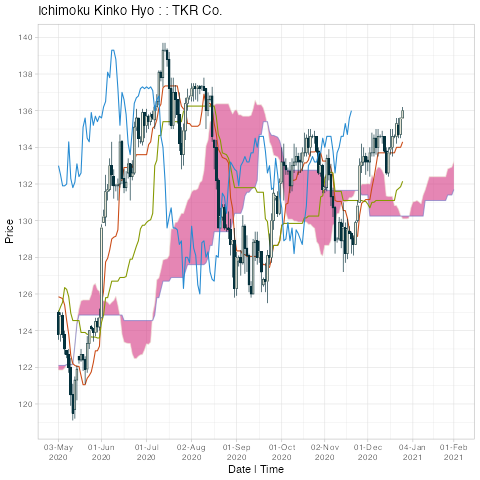 Ichimoku Kinko Hyo : : TKR Co.
Price
140
138
136
134
132
130
128
126
124
122
120
03-May 2020
01-Jun 2020
01-Jul 2020
02-Aug 2020
01-Sep 2020
01-Oct 2020
02-Nov 2020
01-Dec 2020
04-Jan 2021
01-Feb 2021
Date | Time